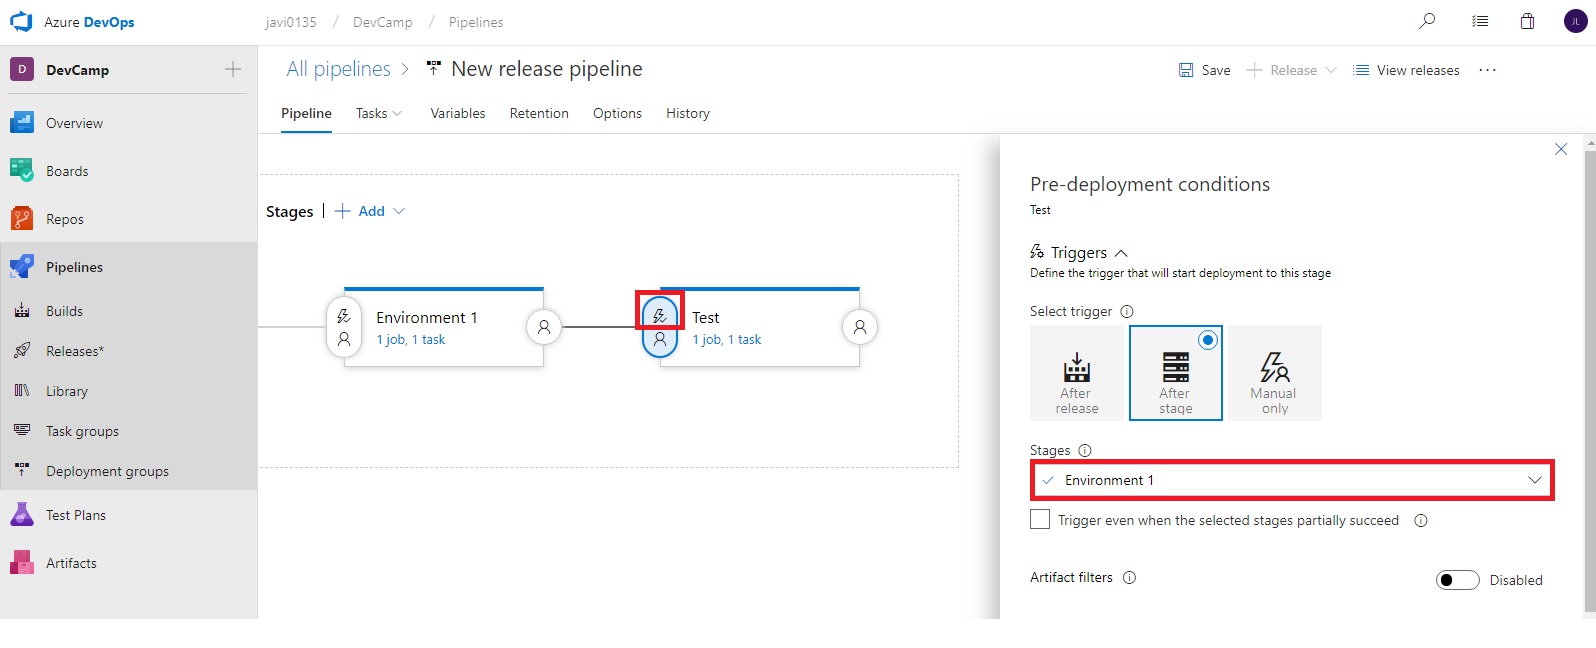 Azure DevOps
javi0135 / DevCamp / Pipelines
JL
D DevCamp
Overview
Boards
Repos
Pipelines
Builds
Releases*
Library
Task groups
Deployment groups
Test Plans
Artifacts
All pipelines > New release pipeline
Save
Release
View releases
...
Pipeline
Tasks
Variables
Retention
Options
History
Stages | + Add
Environment 1
1 job, 1 task
Test
1 job, 1 task
Pre-deployment conditions
Test
Triggers
Define the trigger that will start deployment to this stage
Select trigger
After
release
After
stage
Manual
only
Stages
Environment 1
Trigger even when the selected stages partially succeed
Artifact filters
Disabled